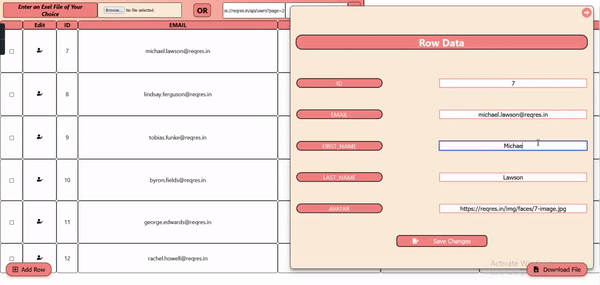 Enter an Exel File of Your Choice
Browse... No file selected.
OR
s://reqres.in/api/users?page=2
Edit ID EMAIL
7 michael.lawson@reqres.in
8 lindsay.ferguson@reqres.in
9 tobias.funke@reqres.in
10 byron.fields@reqres.in
11 george.edwards@reqres.in
12 rachel.howell@reqres.in
Add Row
Row Data
ID 7
EMAIL michael.lawson@reqres.in
FIRST_NAME Michae
LAST_NAME Lawson
AVATAR https://reqres.in/img/faces/7-image.jpg
Save Changes
Activate Windows
Download File